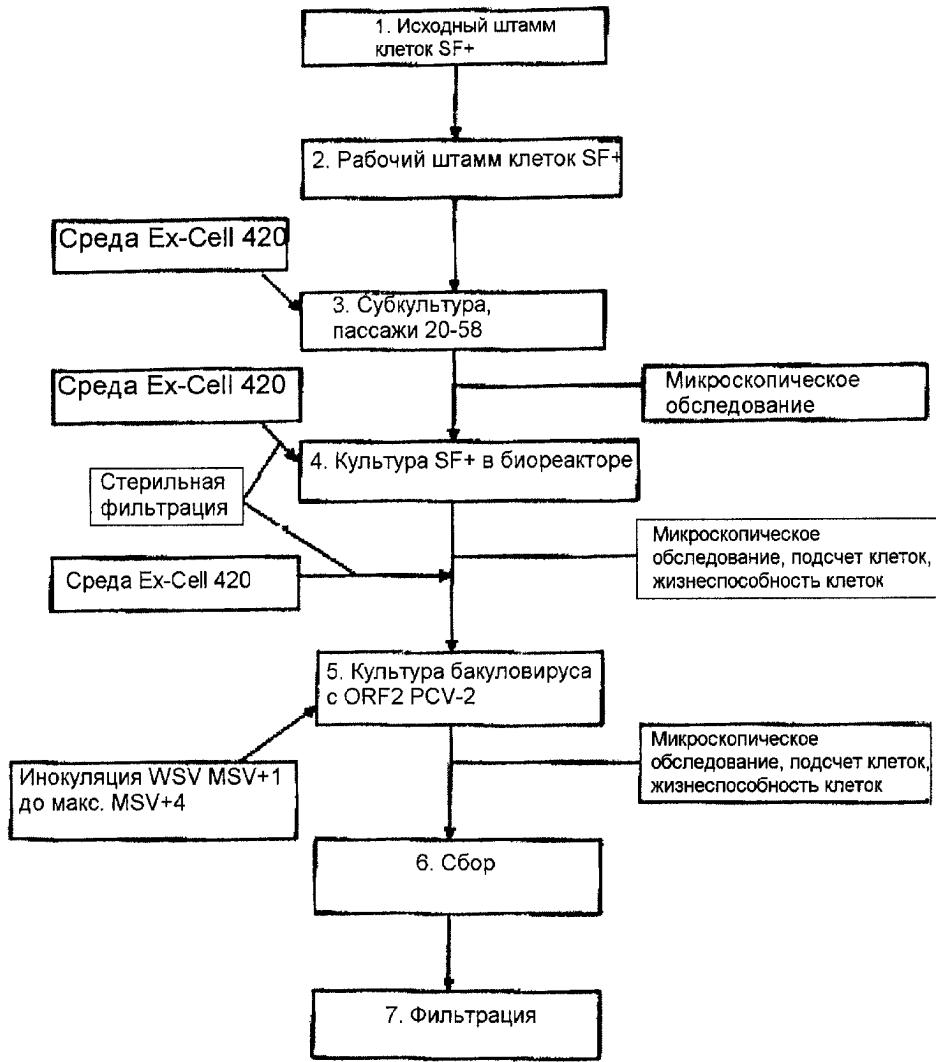 1. Исходный штамм
клеток SF+
2. Рабочий штамм клеток SF+
Среда Ex-Cell 420
3. Субкультура,
пассажи 20-58
Среда Ex-Cell 420
Микроскопическое
обследование
4. Культура SF+ в биореакторе
Стерильная
фильтрация
Микроскопическое
обследование, подсчет клеток,
жизнеспособность клеток
Среда Ex-Cell 420
5. Культура бакуловируса
с ORF2 PCV-2
Микроскопическое
обследование, подсчет клеток,
жизнеспособность клеток
Инокуляция WSV MSV+1
до макс. MSV+4
6. Сбор
7. Фильтрация